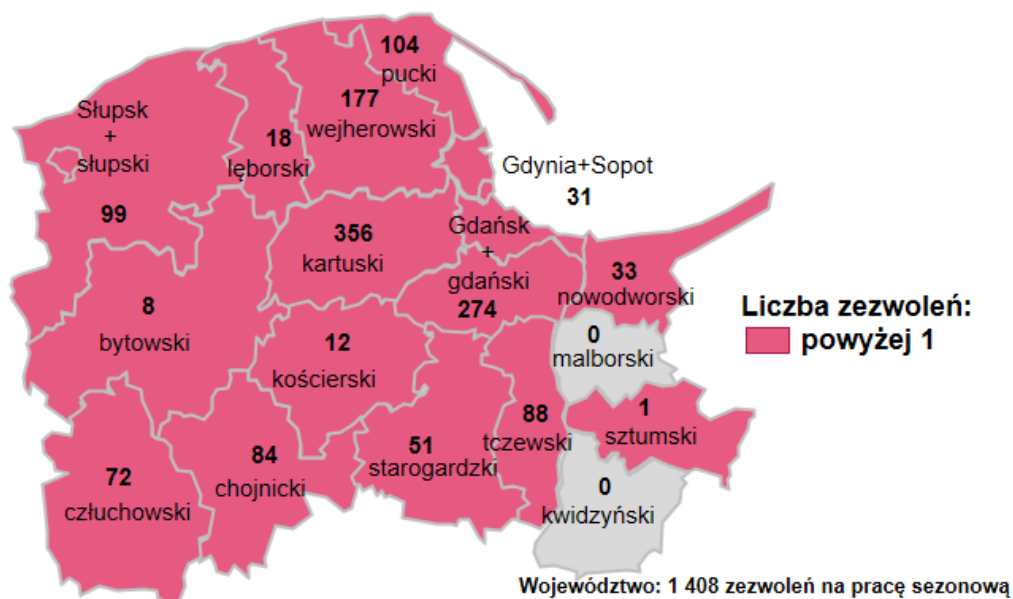 104
pucki
177
wejherowski
Słupsk
+
słupski
99
18
lęborski
Gdynia+Sopot
31
356
kartuski
Gdańsk
+
gdański
274
33
nowodworski
8
bytowski
12
kościerski
0
malborski
88
tczewski
1
sztumski
51
starogardzki
84
chojnicki
72
człuchowski
0
kwidzyński
Liczba zezwoleń:
powyżej 1
Województwo: 1 408 zezwoleń na pracę sezonową